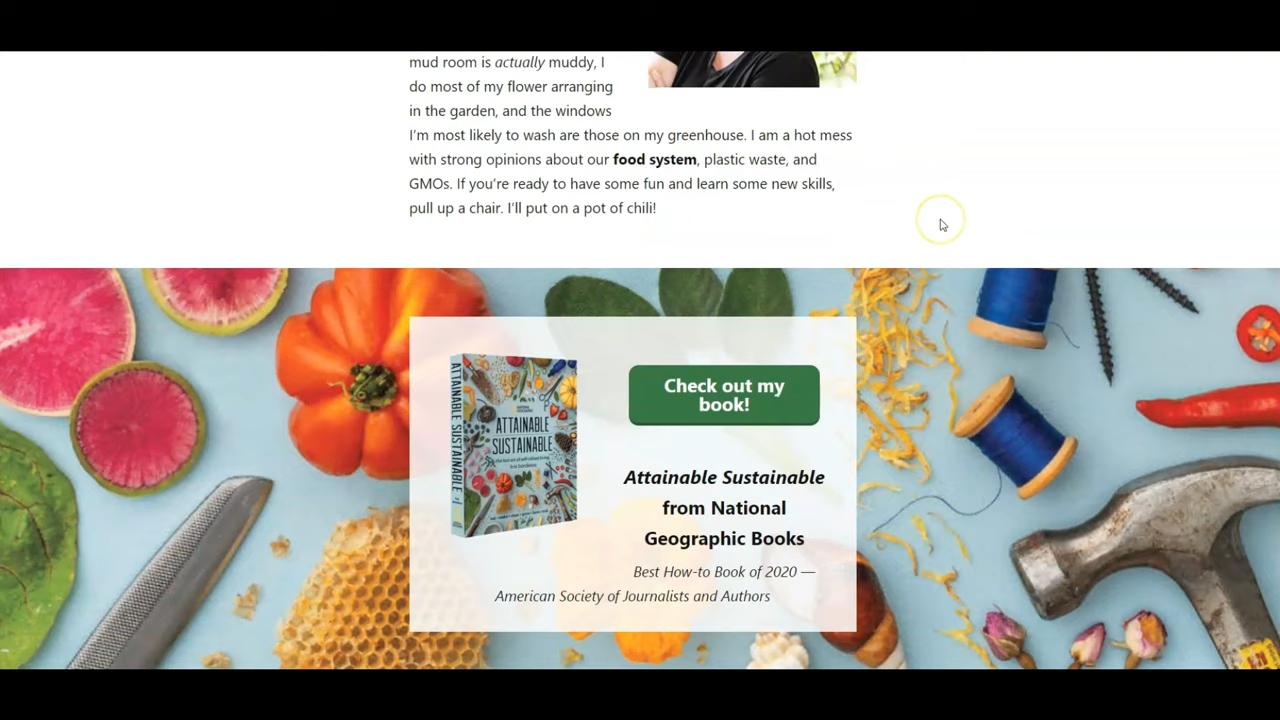 mud room is actually muddy, I
do most of my flower arranging
in the garden, and the windows
I'm most likely to wash are those on my greenhouse. I am a hot mess
with strong opinions about our food system, plastic waste, and
GMOs. If you're ready to have some fun and learn some new skills,
pull up a chair. I'll put on a pot of chili!
Check out my
book!
ATTAINABLE SUSTAINABLE
ATTAINABLE
SUSTAINABLE
Attainable Sustainable
from National
Geographic Books
Best How-to Book of 2020 —
American Society of Journalists and Authors